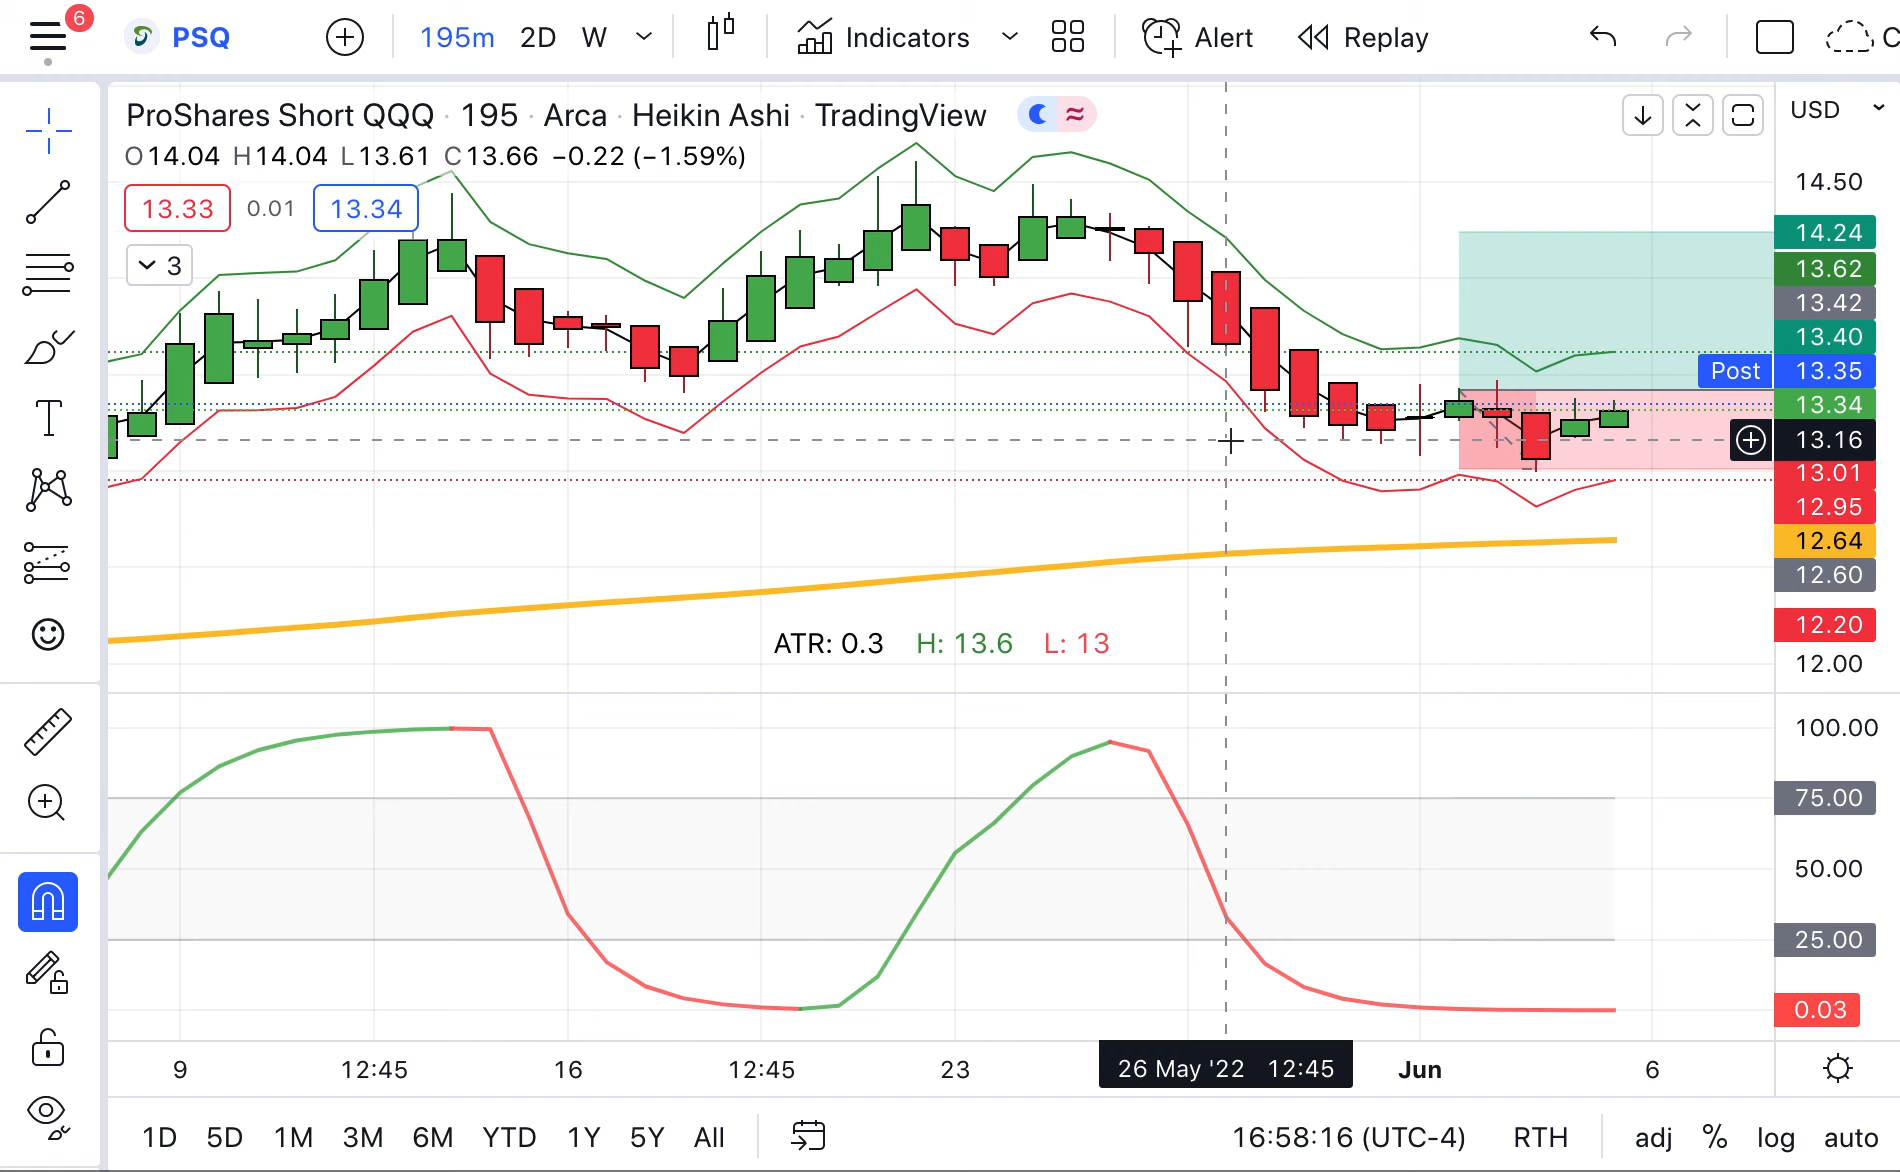 6 PSQ 195m 2D W Indicators Alert Replay C
ProShares Short QQQ · 195 · Arca · Heikin Ashi · TradingView
O14.04 H14.04 L13.61 C13.66 −0.22 (−1.59%)
13.33 0.01 13.34
3
USD
14.50
14.24
13.62
13.42
13.40
Post 13.35
13.34
13.16
13.01
12.95
12.64
12.60
12.20
12.00
ATR: 0.3 H: 13.6 L: 13
100.00
75.00
50.00
25.00
0.03
9 12:45 16 12:45 23 26 May '22 12:45 Jun 6
1D 5D 1M 3M 6M YTD 1Y 5Y All 16:58:16 (UTC-4) RTH adj % log auto